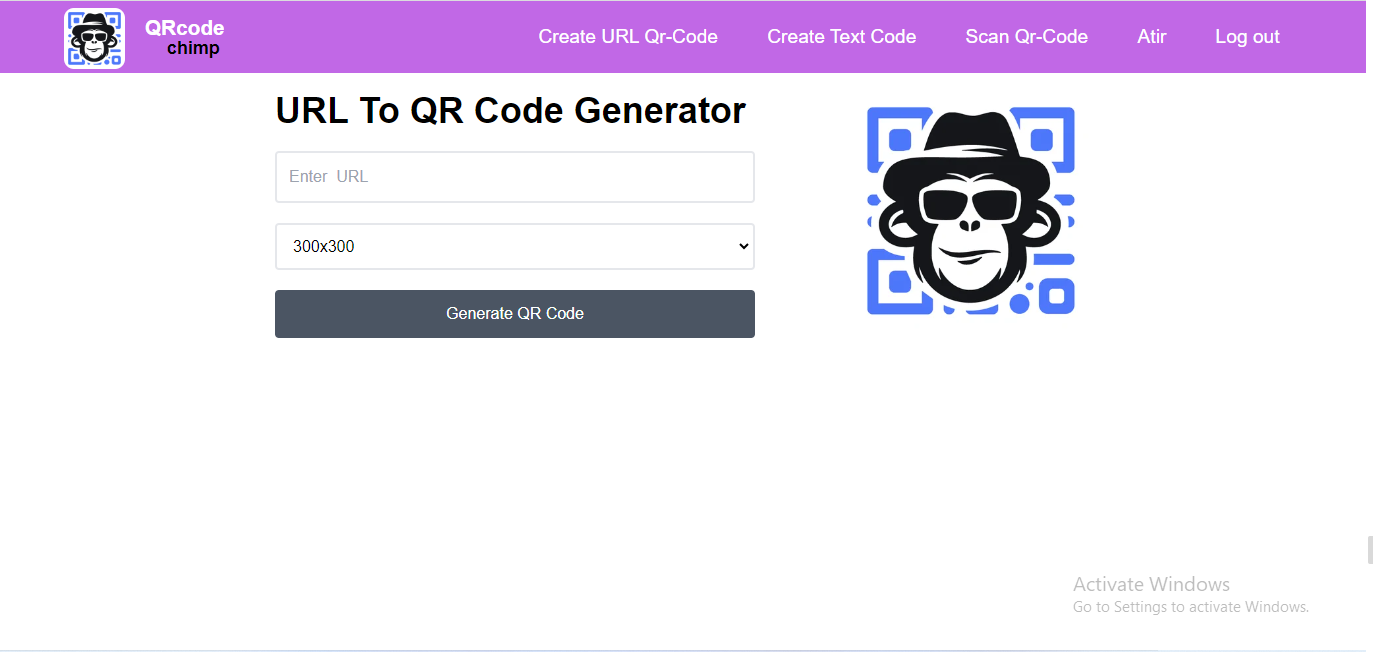 QRcode
chimp
Create URL Qr-Code
Create Text Code
Scan Qr-Code
Atir
Log out
URL To QR Code Generator
Enter URL
300x300
Generate QR Code
Activate Windows
Go to Settings to activate Windows.